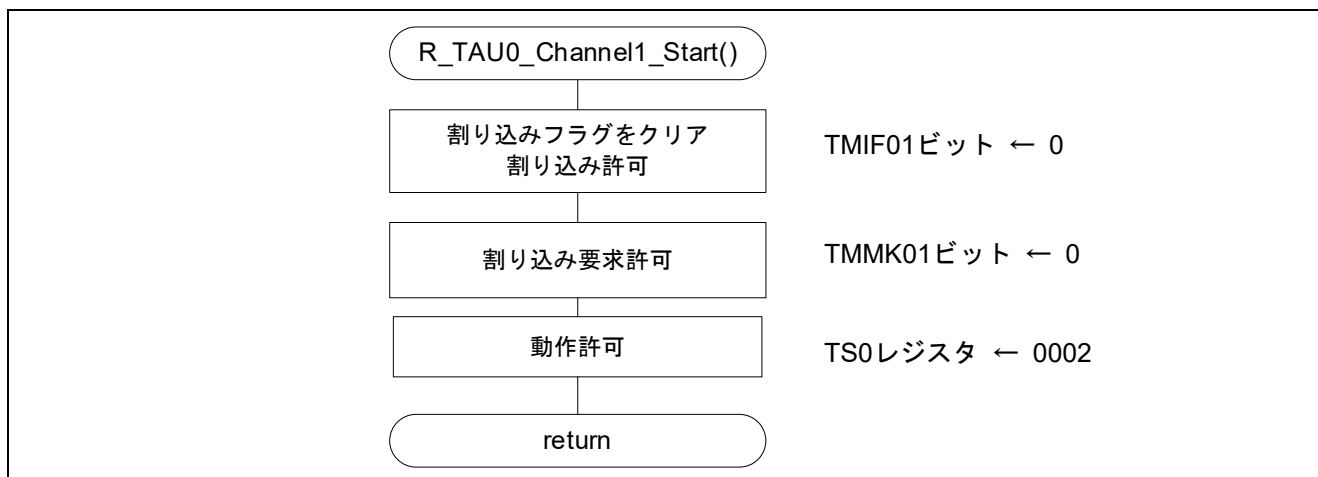 R_TAU0_Channel1_Start()
割り込みフラグをクリア
割り込み許可
TMIF01ビット ← 0
割り込み要求許可
TMMK01ビット ← 0
動作許可
TS0レジスタ ← 0002
return